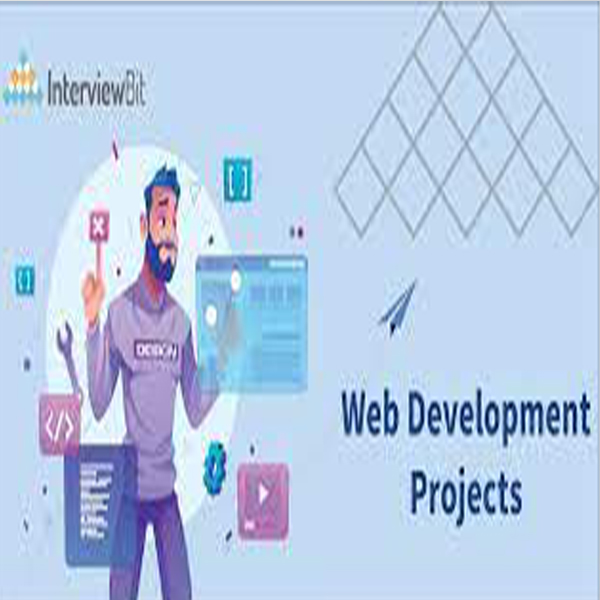 InterviewBit
[ ]
{ }
DESIGN
</>
Web Development
Projects